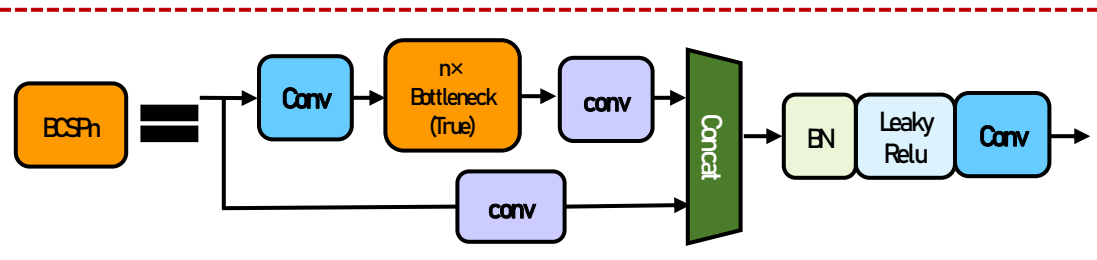 BCSPn
Conv
n×
Bottleneck
(True)
conv
conv
Concat
BN
Leaky
Relu
Conv